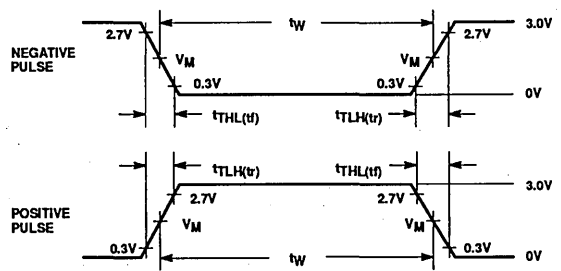 tW
3.0V
2.7V
2.7V
NEGATIVE
PULSE
VM
VM
0.3V
0.3V
0V
tTHL(tf)
tTLH(tr)
tTLH(tr)
tTHL(tf)
3.0V
2.7V
2.7V
POSITIVE
PULSE
VM
VM
0.3V
0.3V
0V
tW